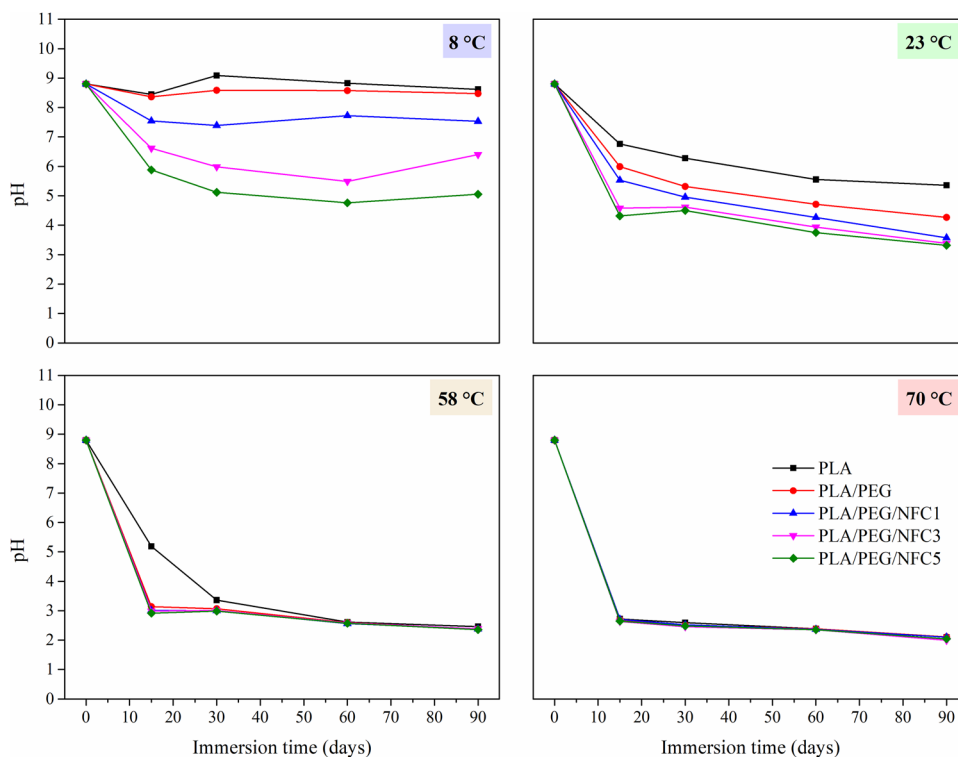 8 °C
23 °C
pH
11
10
9
8
7
6
5
4
3
2
1
0
58 °C
70 °C
pH
11
10
9
8
7
6
5
4
3
2
1
0
PLA
PLA/PEG
PLA/PEG/NFC1
PLA/PEG/NFC3
PLA/PEG/NFC5
0 10 20 30 40 50 60 70 80 90
0 10 20 30 40 50 60 70 80 90
Immersion time (days)
Immersion time (days)